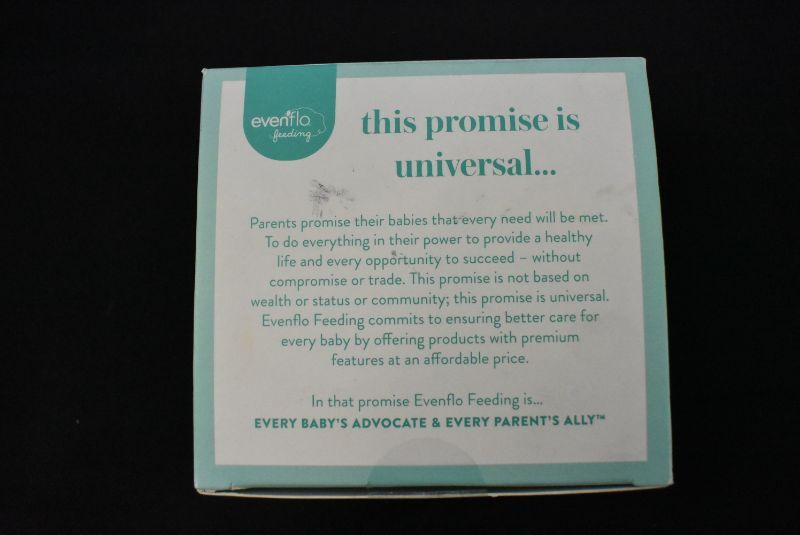 evenflo
feeding
this promise is
universal...
Parents promise their babies that every need will be met.
To do everything in their power to provide a healthy
life and every opportunity to succeed – without
compromise or trade. This promise is not based on
wealth or status or community; this promise is universal.
Evenflo Feeding commits to ensuring better care for
every baby by offering products with premium
features at an affordable price.
In that promise Evenflo Feeding is...
EVERY BABY'S ADVOCATE & EVERY PARENT'S ALLY™